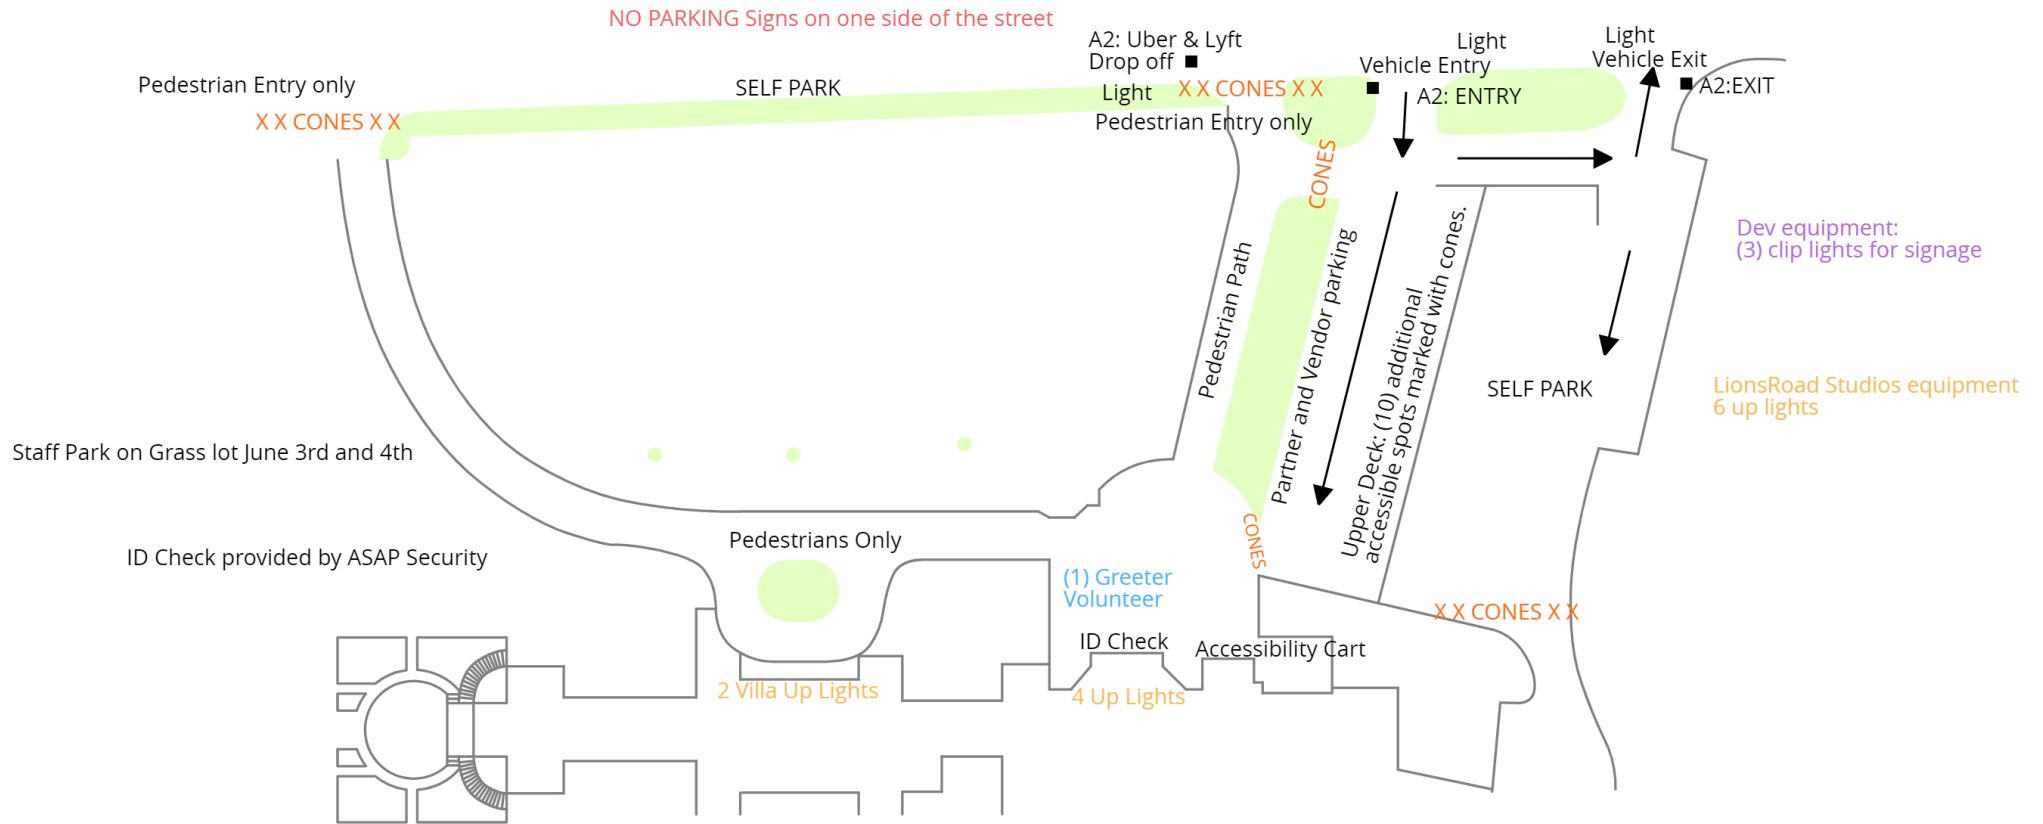 NO PARKING Signs on one side of the street
A2: Uber & Lyft
Drop off
Light
Light
Vehicle Entry
Vehicle Exit
Pedestrian Entry only
SELF PARK
Light
X X CONES X X
A2: ENTRY
A2:EXIT
X X CONES X X
Pedestrian Entry only
CONES
Dev equipment:
(3) clip lights for signage
Pedestrian Path
Partner and Vendor parking
Upper Deck: (10) additional
accessible spots marked with cones.
SELF PARK
LionsRoad Studios equipment
6 up lights
Staff Park on Grass lot June 3rd and 4th
CONES
Pedestrians Only
ID Check provided by ASAP Security
(1) Greeter
Volunteer
X X CONES X X
ID Check
Accessibility Cart
2 Villa Up Lights
4 Up Lights